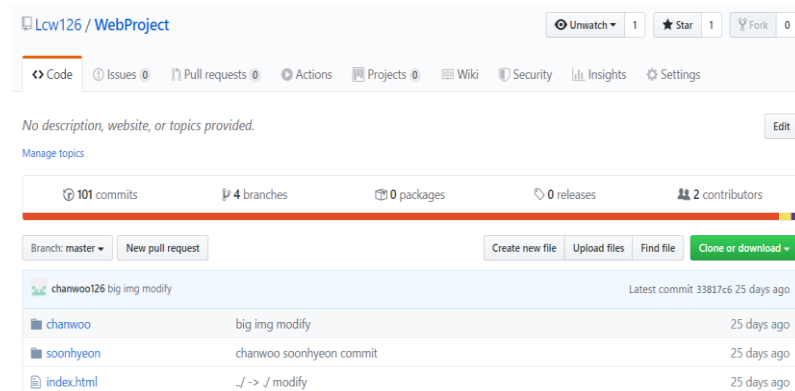 Lcw126 / WebProject
Unwatch 1 Star 1 Fork 0
Code Issues 0 Pull requests 0 Actions Projects 0 Wiki Security Insights Settings
No description, website, or topics provided. Edit
Manage topics
101 commits 4 branches 0 packages 0 releases 2 contributors
Branch: master New pull request Create new file Upload files Find file Clone or download
chanwoo126 big img modify Latest commit 33817c6 25 days ago
chanwoo big img modify 25 days ago
soonhyeon chanwoo soonhyeon commit 25 days ago
index.html ../ -> ./ modify 25 days ago